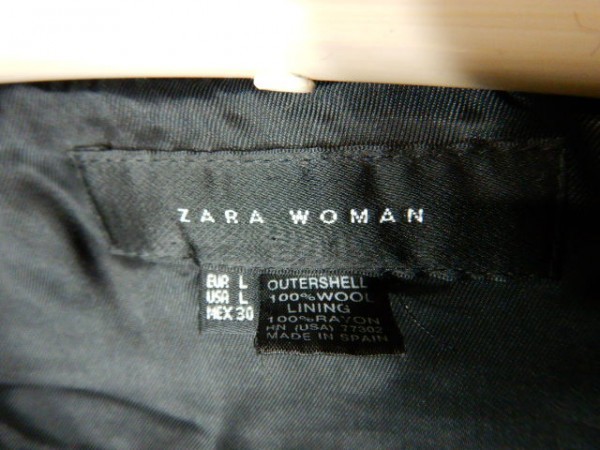 ZARA WOMAN
EUR L
USA L
MEX 30
OUTERSHELL
100% WOOL
LINING
100% RAYON
RN (USA) 77302
MADE IN SPAIN